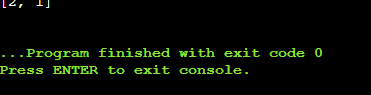 [2, 1]
...Program finished with exit code 0
Press ENTER to exit console.